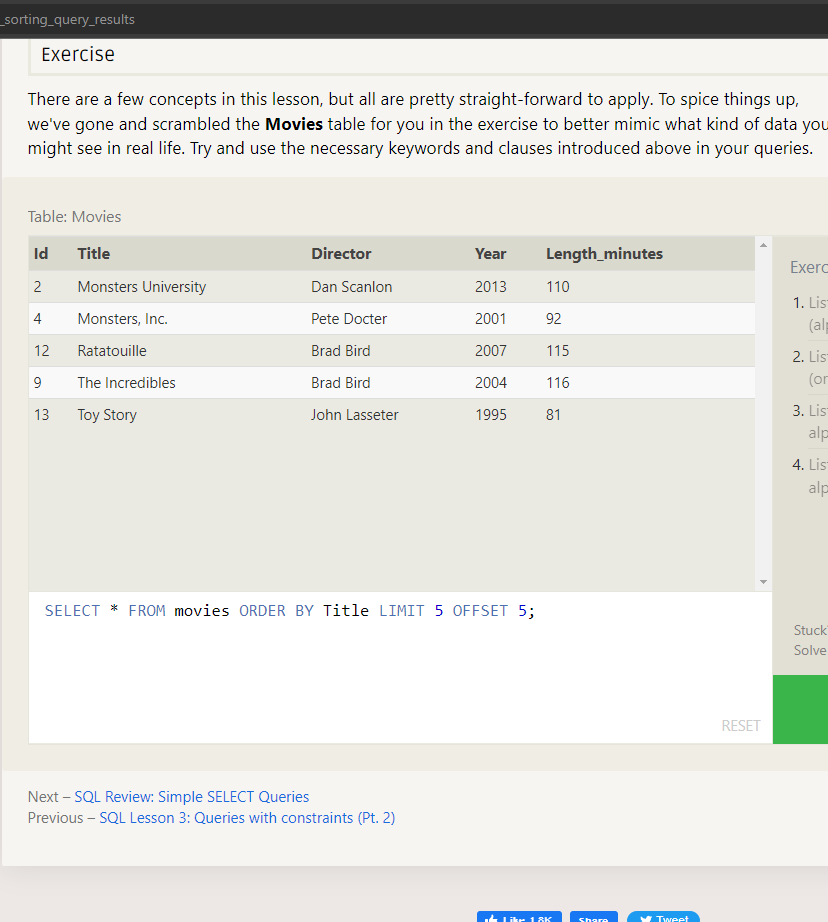 _sorting_query_results
Exercise
There are a few concepts in this lesson, but all are pretty straight-forward to apply. To spice things up,
we've gone and scrambled the Movies table for you in the exercise to better mimic what kind of data you
might see in real life. Try and use the necessary keywords and clauses introduced above in your queries.
Table: Movies
Id Title Director Year Length_minutes
2 Monsters University Dan Scanlon 2013 110
4 Monsters, Inc. Pete Docter 2001 92
12 Ratatouille Brad Bird 2007 115
9 The Incredibles Brad Bird 2004 116
13 Toy Story John Lasseter 1995 81
SELECT * FROM movies ORDER BY Title LIMIT 5 OFFSET 5;
RESET
Exerc
1. Lis
(alp
2. Lis
(or
3. Lis
alp
4. Lis
alp
Stuck
Solve
Next – SQL Review: Simple SELECT Queries
Previous – SQL Lesson 3: Queries with constraints (Pt. 2)
Like 1.8K Share Tweet